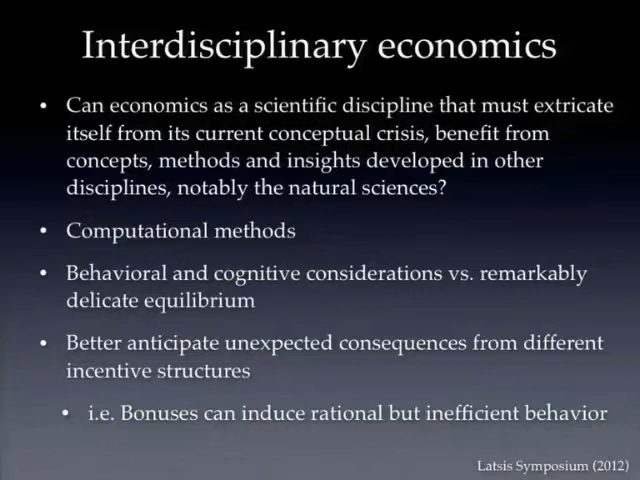 Interdisciplinary economics
• Can economics as a scientific discipline that must extricate
itself from its current conceptual crisis, benefit from
concepts, methods and insights developed in other
disciplines, notably the natural sciences?
• Computational methods
• Behavioral and cognitive considerations vs. remarkably
delicate equilibrium
• Better anticipate unexpected consequences from different
incentive structures
• i.e. Bonuses can induce rational but inefficient behavior
Latsis Symposium (2012)